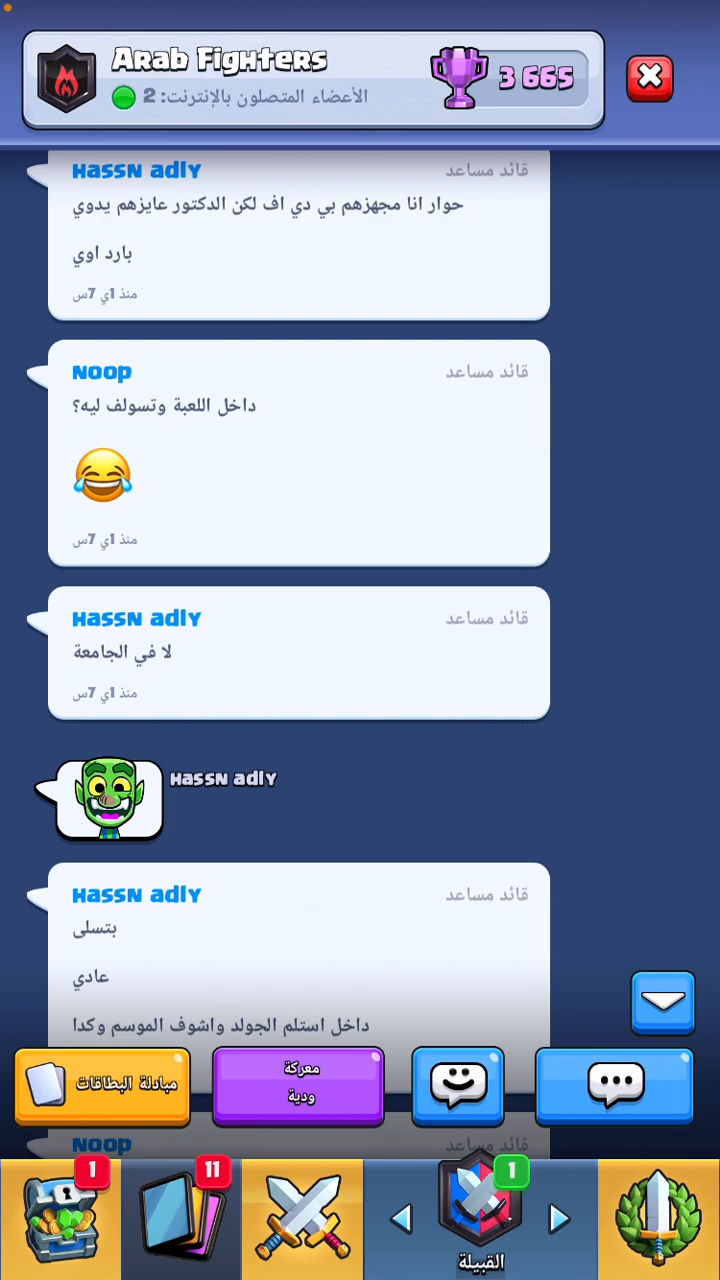 Arab Fighters
3 665
الأعضاء المتصلون بالإنترنت: 2
Hassn adly
قائد مساعد
حوار انا مجهزهم بي دي اف لكن الدكتور عايزهم يدوي
بارد اوي
منذ 1ي 7س
Noop
قائد مساعد
داخل اللعبة وتسولف ليه؟
😂
منذ 1ي 7س
Hassn adly
قائد مساعد
لا في الجامعة
منذ 1ي 7س
Hassn adly
Hassn adly
قائد مساعد
بتسلى
عادي
داخل استلم الجولد واشوف الموسم وكدا
مبادلة البطاقات
معركة
ودية
Noop
قائد مساعد
1
11
1
القبيلة